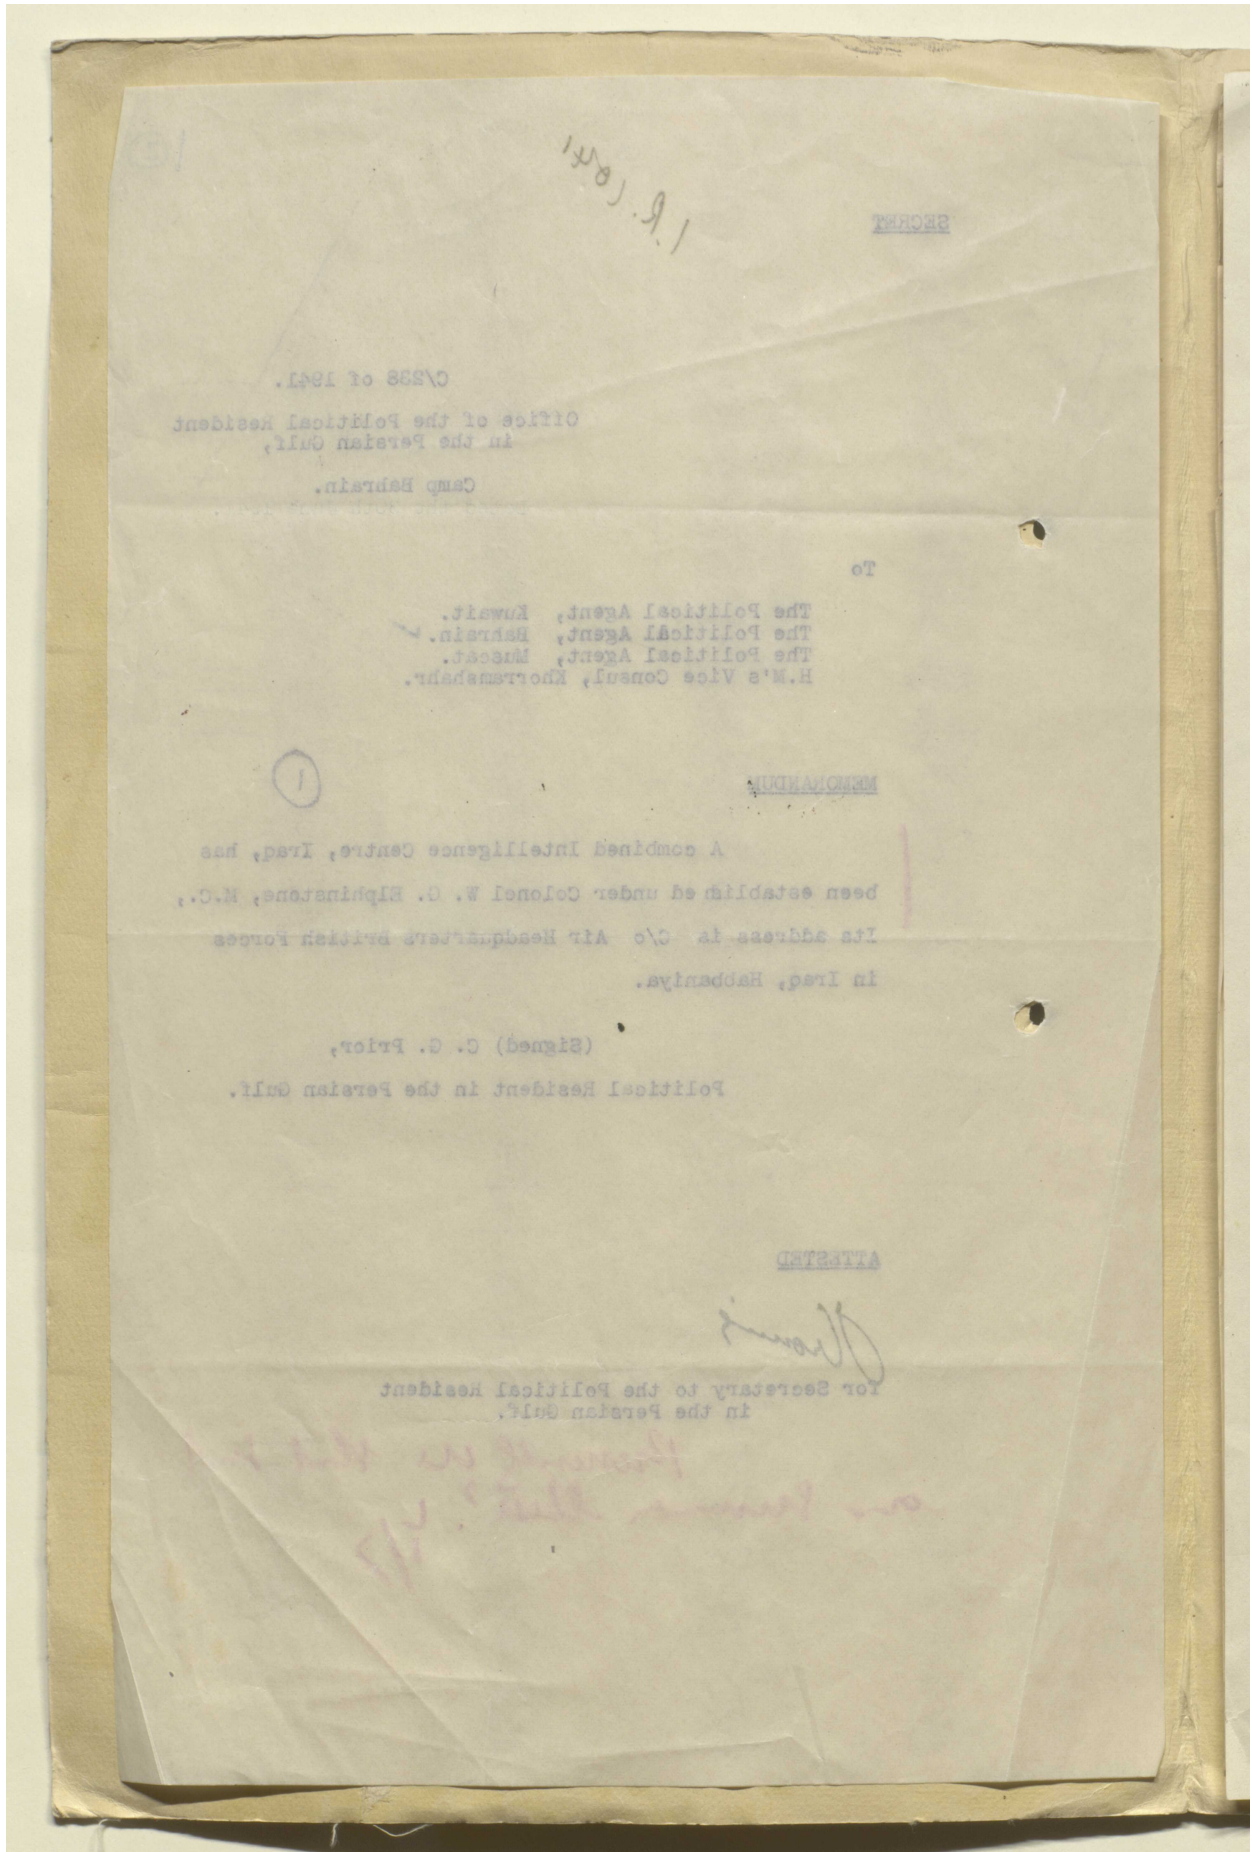 SECRET
C/238 of 1941.
Office of the Political Resident
in the Persian Gulf,
Camp Bahrain.
To
The Political Agent, Kuwait.
The Political Agent, Bahrain.
The Political Agent, Muscat.
H.M's Vice Consul, Khorramshahr.
MEMORANDUM
1
A combined Intelligence Centre, Iraq, has
been established under Colonel W. G. Elphinstone, M.C.,
Its address is C/o Air Headquarters British Forces
in Iraq, Habbaniya.
(Signed) C. G. Prior,
Political Resident in the Persian Gulf.
ATTESTED
for Secretary to the Political Resident
in the Persian Gulf.